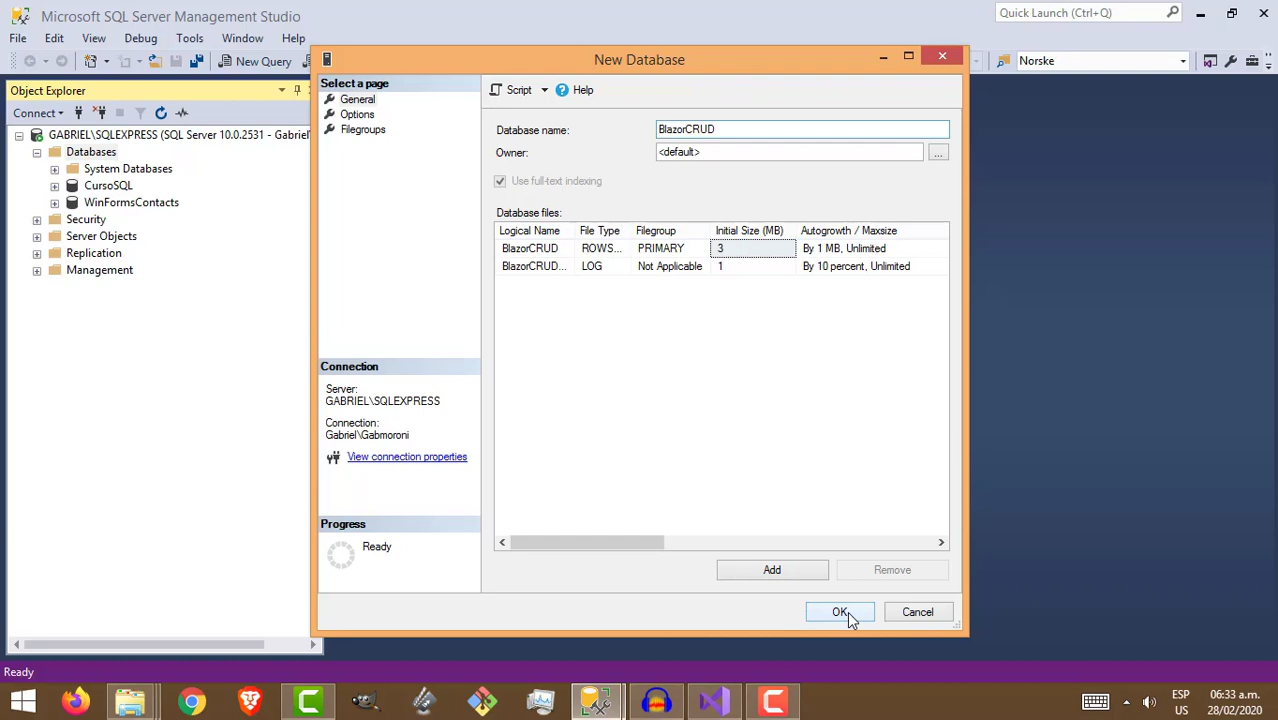 Microsoft SQL Server Management Studio
Quick Launch (Ctrl+Q)
File Edit View Debug Tools Window Help
New Query
Norske
New Database
Object Explorer
Connect
GABRIEL\SQLEXPRESS (SQL Server 10.0.2531 - Gabriel
Databases
System Databases
CursoSQL
WinFormsContacts
Security
Server Objects
Replication
Management
Select a page
General
Options
Filegroups
Connection
Server:
GABRIEL\SQLEXPRESS
Connection:
Gabriel\Gabmoroni
View connection properties
Progress
Ready
Script Help
Database name: BlazorCRUD
Owner: <default> ...
Use full-text indexing
Database files:
Logical Name File Type Filegroup Initial Size (MB) Autogrowth / Maxsize
BlazorCRUD ROWS... PRIMARY 3 By 1 MB, Unlimited
BlazorCRUD... LOG Not Applicable 1 By 10 percent, Unlimited
Add Remove
OK Cancel
Ready
ESP 06:33 a.m.
US 28/02/2020